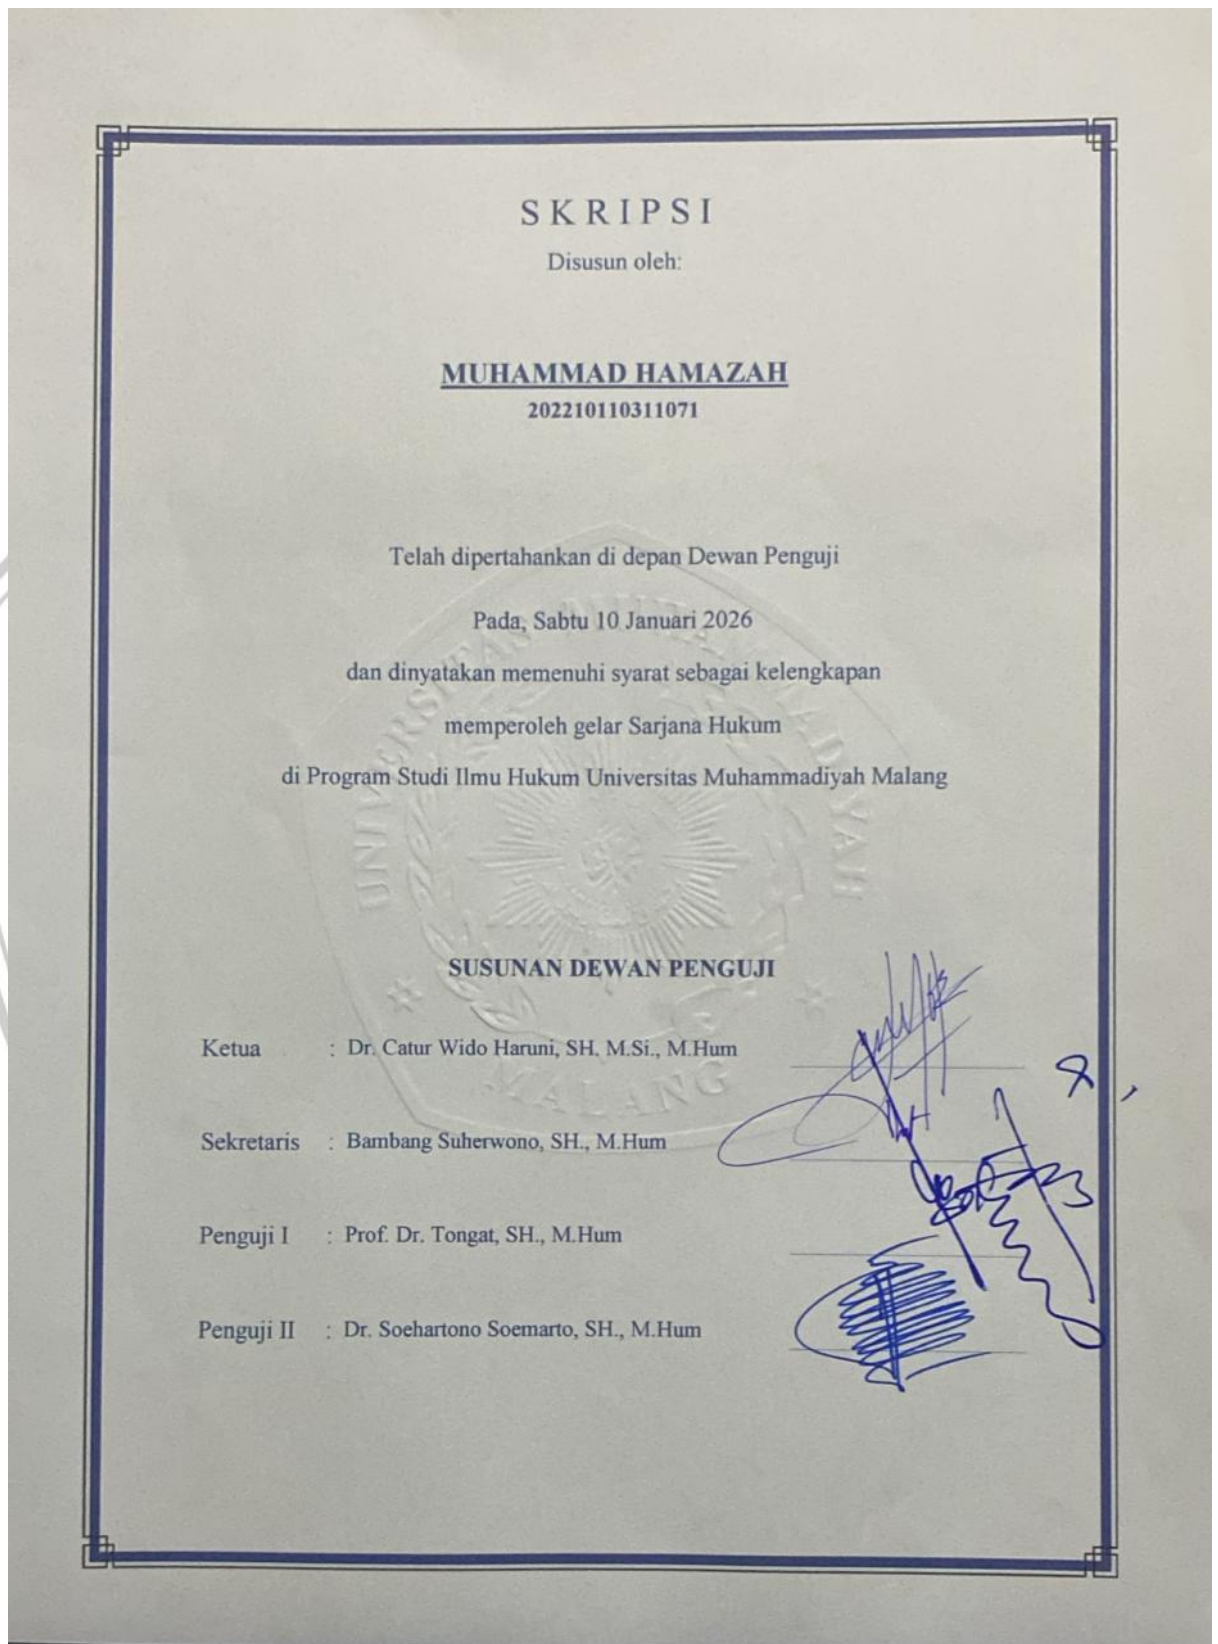 SKRIPSI
Disusun oleh:
MUHAMMAD HAMAZAH
202210110311071
Telah dipertahankan di depan Dewan Penguji
Pada, Sabtu 10 Januari 2026
dan dinyatakan memenuhi syarat sebagai kelengkapan
memperoleh gelar Sarjana Hukum
di Program Studi Ilmu Hukum Universitas Muhammadiyah Malang
UNIVERSITAS MUHAMMADIYAH
MALANG
SUSUNAN DEWAN PENGUJI
Ketua : Dr. Catur Wido Haruni, SH. M.Si., M.Hum
Sekretaris : Bambang Suherwono, SH., M.Hum
Penguji I : Prof. Dr. Tongat, SH., M.Hum
Penguji II : Dr. Soehartono Soemarto, SH., M.Hum